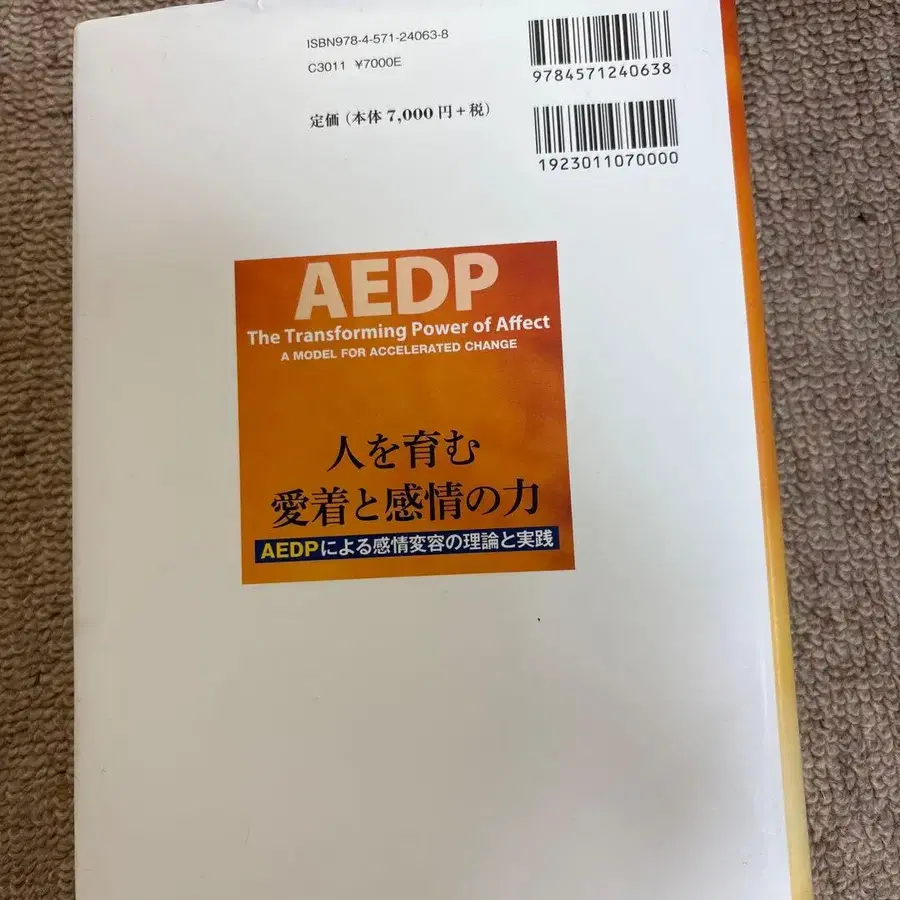 ISBN978-4-571-24063-8
C3011 ¥7000E
定価（本体 7,000 円＋税）
9784571240638
1923011070000
AEDP
The Transforming Power of Affect
A MODEL FOR ACCELERATED CHANGE
人を育む
愛着と感情の力
AEDPによる感情変容の理論と実践